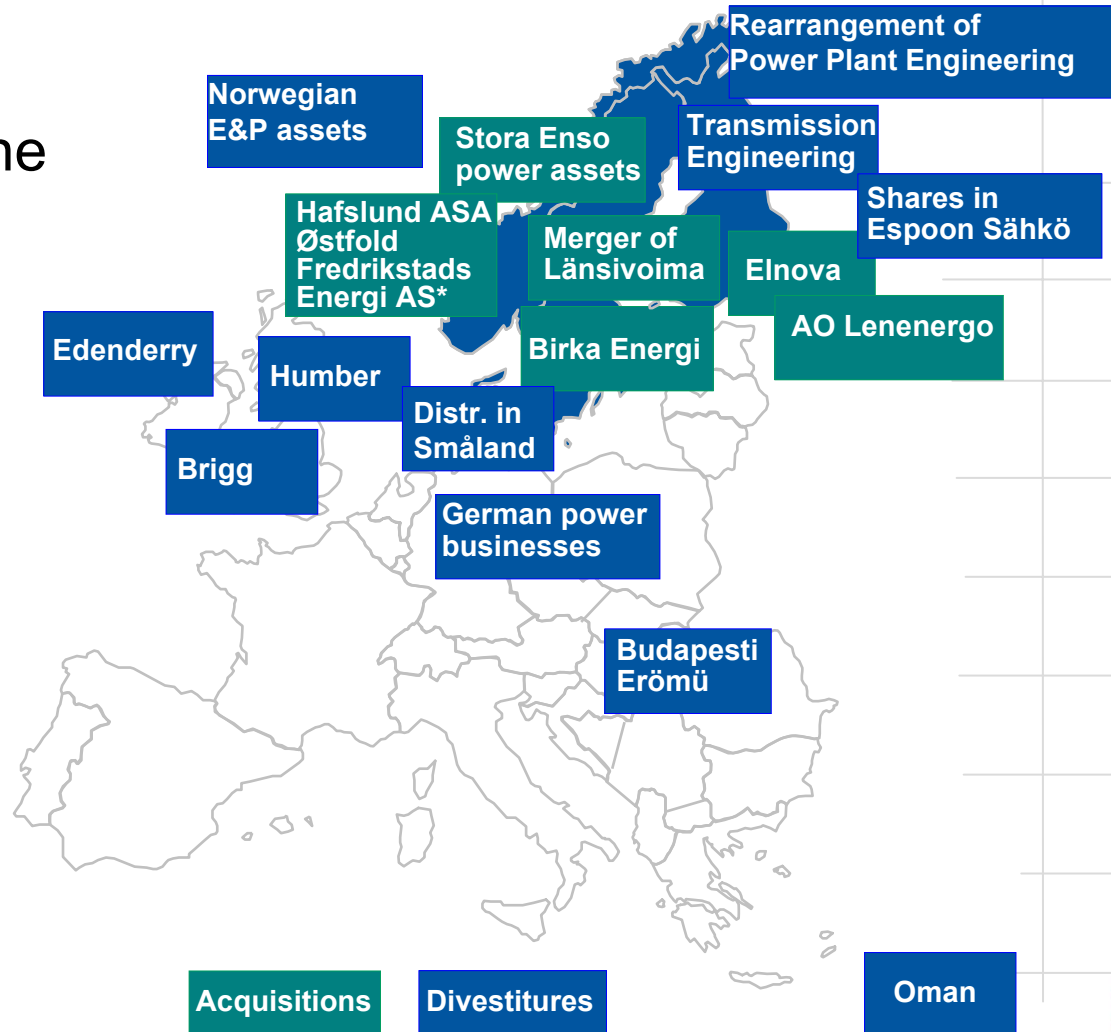 Rearrangement of
Power Plant Engineering
Norwegian
E&P assets
ne
Stora Enso
power assets
Transmission
Engineering
Shares in
Espoon Sähkö
Hafslund ASA
Østfold
Fredrikstads
Energi AS*
Merger of
Länsivoima
Elnova
AO Lenenergo
Edenderry
Humber
Birka Energi
Distr. in
Småland
Brigg
German power
businesses
Budapesti
Erömü
Acquisitions
Divestitures
Oman